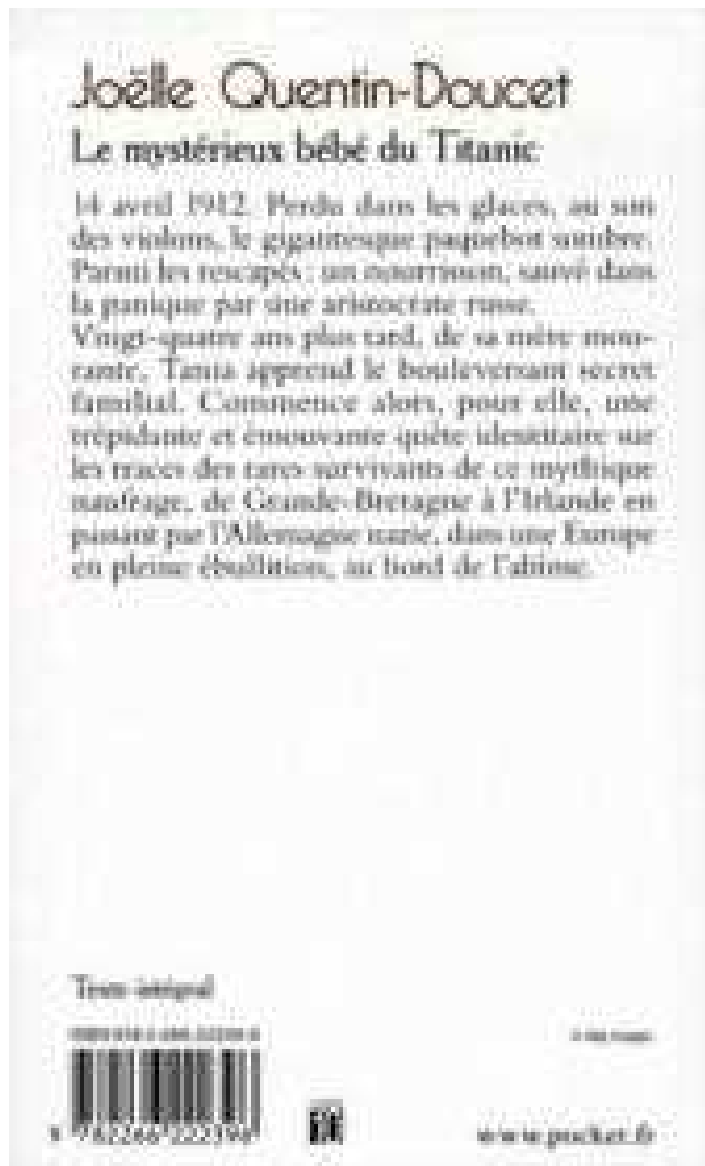 Joëlle Quentin-Doucet
Le mystérieux bébé du Titanic
14 avril 1912. Perdu dans les glaces, au son
des violons, le gigantesque paquebot sombre.
Parmi les rescapés : un nourrisson, sauvé dans
la panique par une aristocrate russe.
Vingt-quatre ans plus tard, de sa mère mou-
rante, Tania apprend le bouleversant secret
familial. Commence alors, pour elle, une
trépidante et émouvante quête identitaire sur
les traces des rares survivants de ce mythique
naufrage, de Grande-Bretagne à l'Irlande en
passant par l'Allemagne nazie, dans une Europe
en pleine ébullition, au bord de l'abîme.
Texte intégral
9 782266 222396
www.pocket.fr